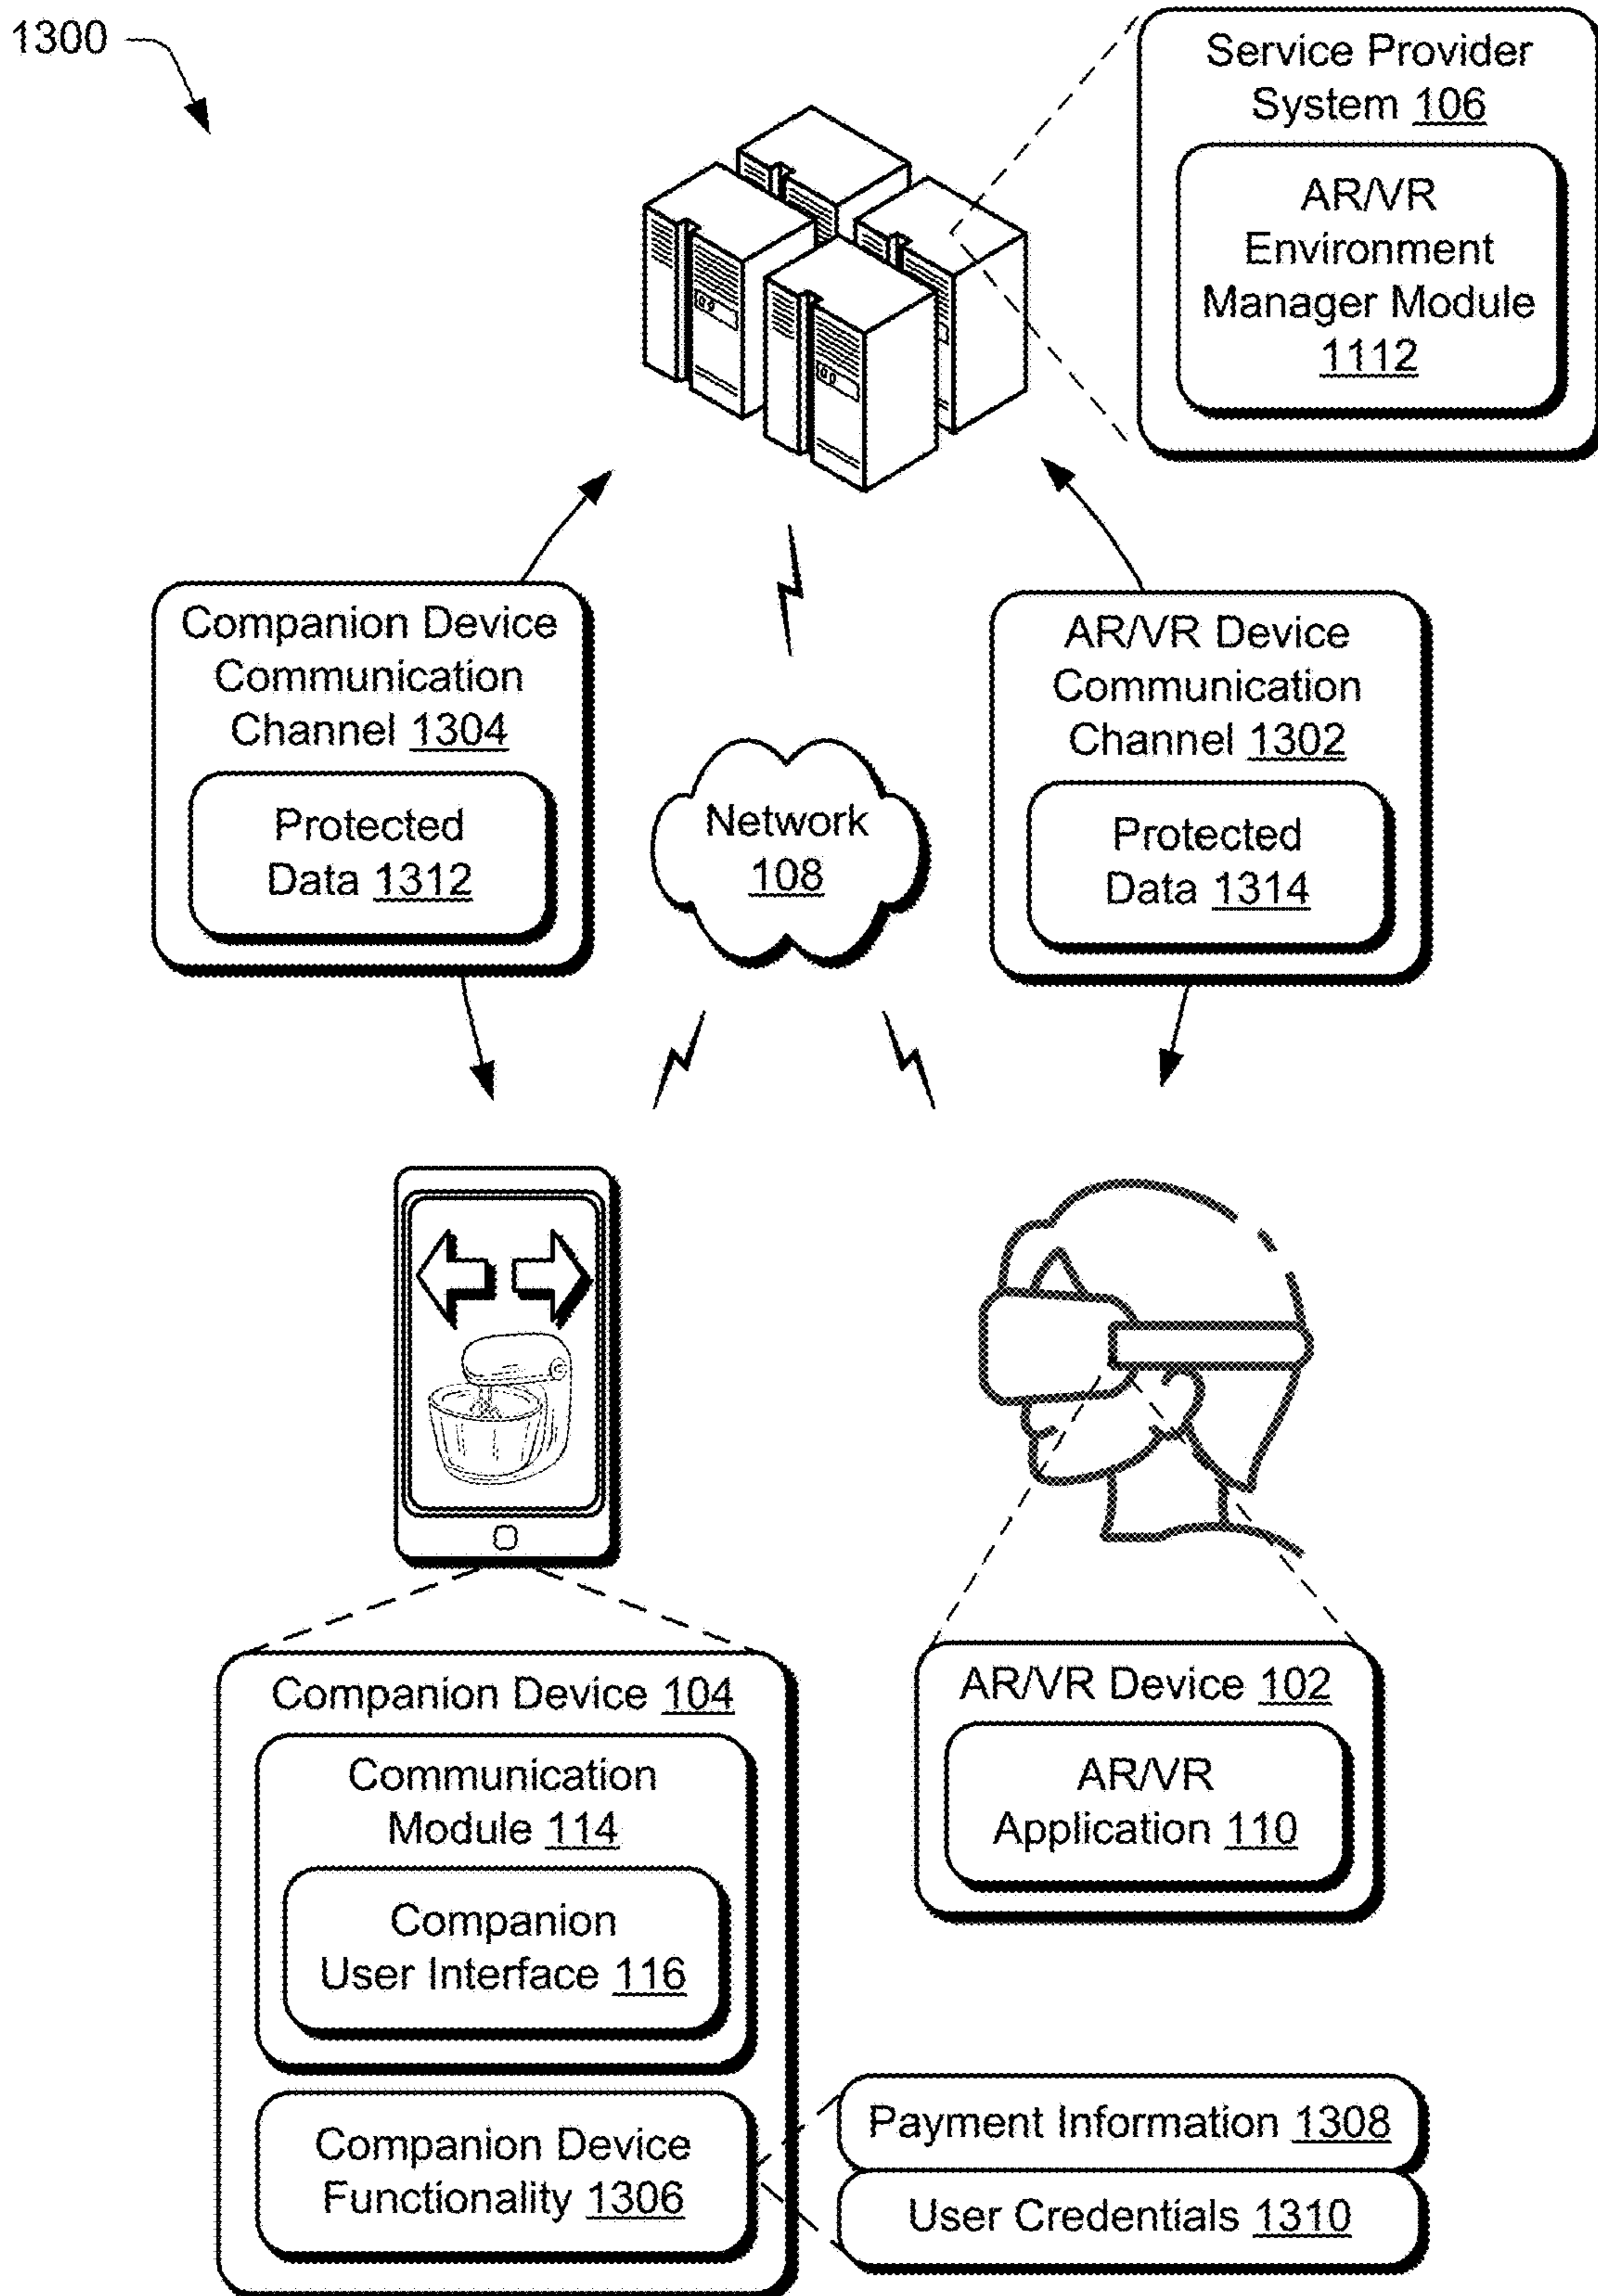 1300
Service Provider
System 106
AR/VR
Environment
Manager Module
1112
Companion Device
Communication
Channel 1304
Protected
Data 1312
Network
108
AR/VR Device
Communication
Channel 1302
Protected
Data 1314
Companion Device 104
Communication
Module 114
Companion
User Interface 116
Companion Device
Functionality 1306
AR/VR Device 102
AR/VR
Application 110
Payment Information 1308
User Credentials 1310